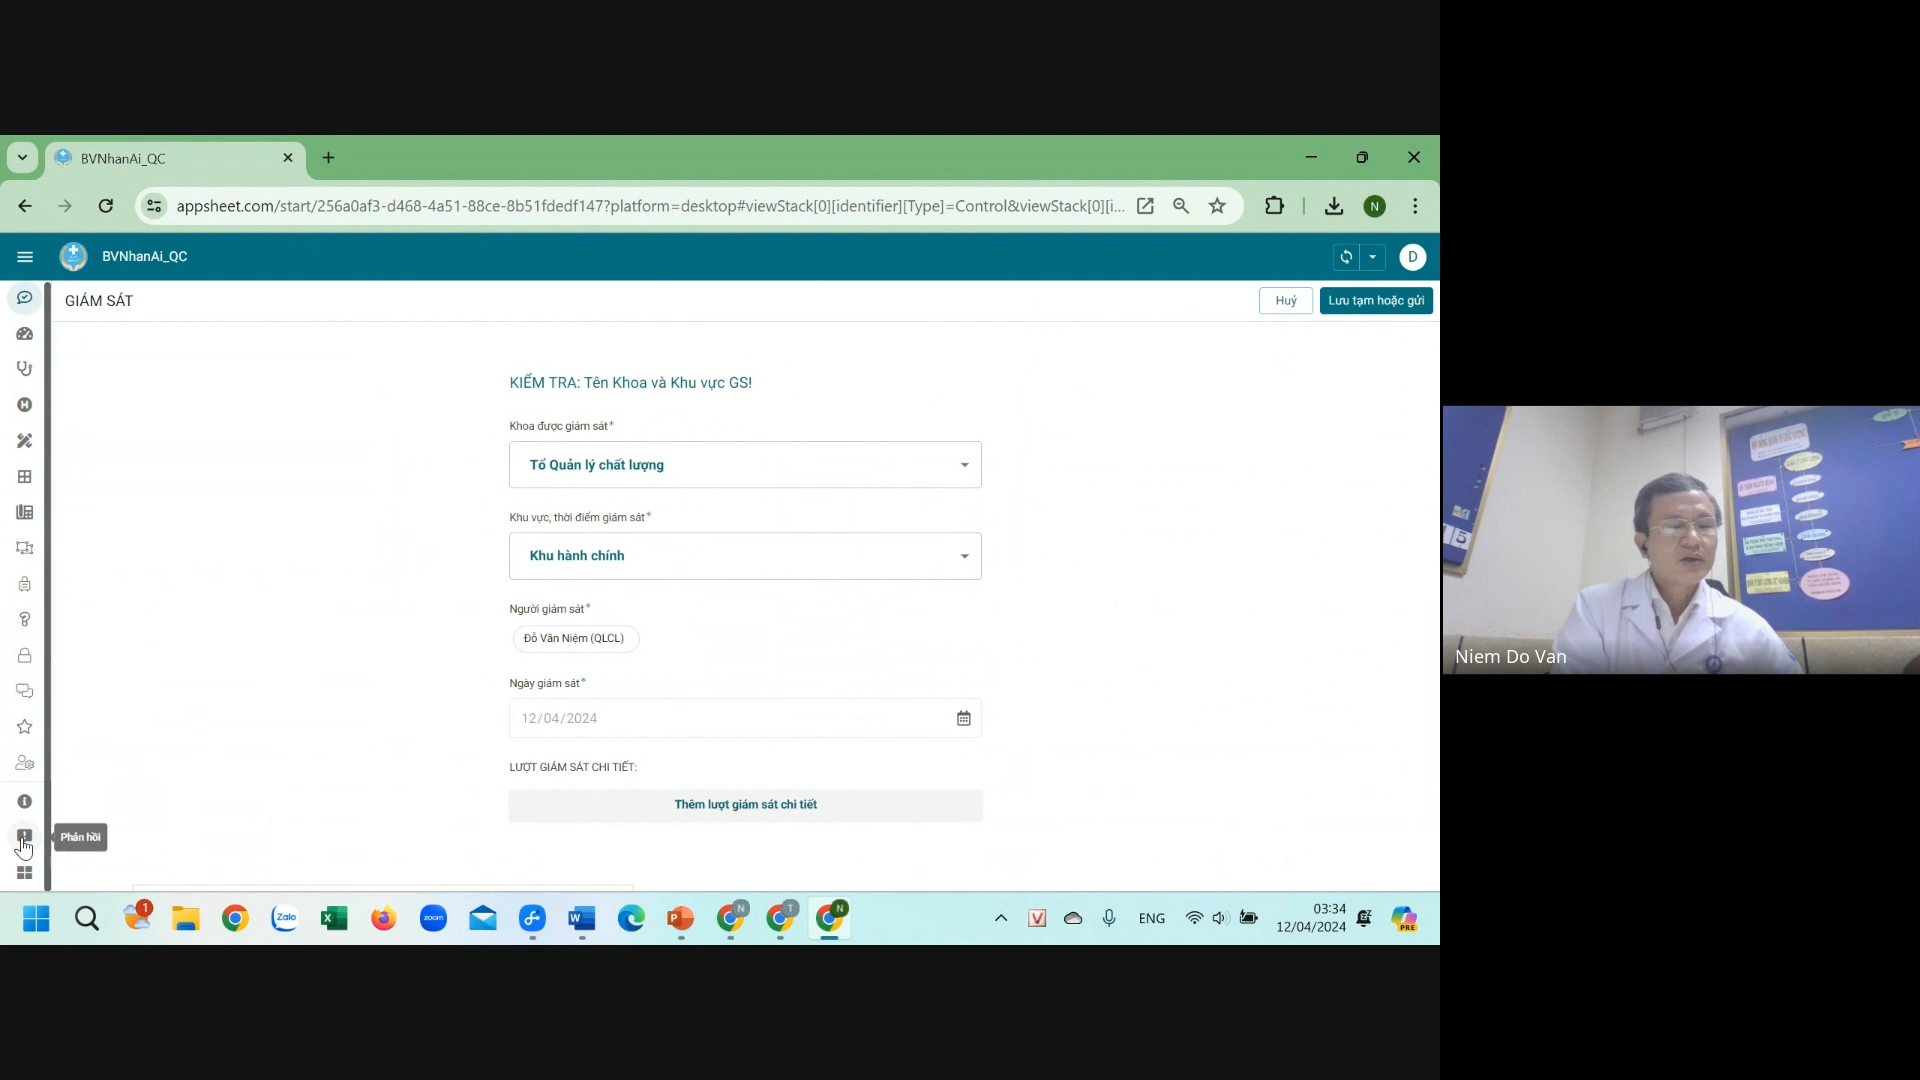 BVNhanAi_QC
appsheet.com/start/256a0af3-d468-4a51-88ce-8b51fdedf147?platform=desktop#viewStack[0][identifier][Type]=Control&viewStack[0][i...
N
BVNhanAi_QC
D
GIÁM SÁT
Huỷ
Lưu tạm hoặc gửi
KIỂM TRA: Tên Khoa và Khu vực GS!
Khoa được giám sát*
Tổ Quản lý chất lượng
Khu vực, thời điểm giám sát*
Khu hành chính
Người giám sát*
Đỗ Văn Niệm (QLCL)
Ngày giám sát*
12/04/2024
LƯỢT GIÁM SÁT CHI TIẾT:
Thêm lượt giám sát chi tiết
Phản hồi
Niem Do Van
1
Zalo
zoom
N
T
N
ENG
03:34
12/04/2024
PRE